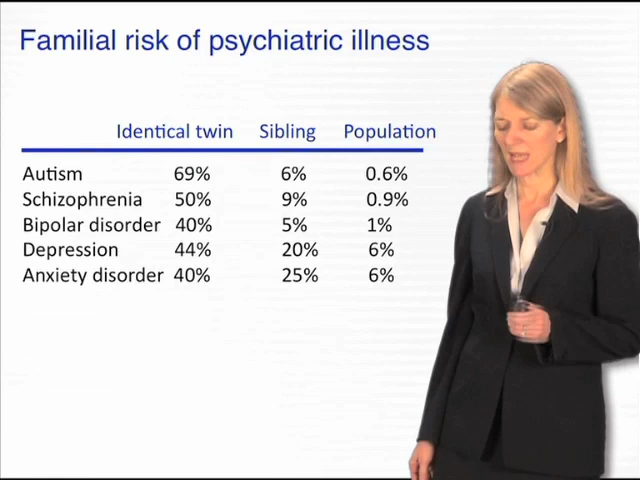 Familial risk of psychiatric illness
Identical twin Sibling Population
Autism 69% 6% 0.6%
Schizophrenia 50% 9% 0.9%
Bipolar disorder 40% 5% 1%
Depression 44% 20% 6%
Anxiety disorder 40% 25% 6%